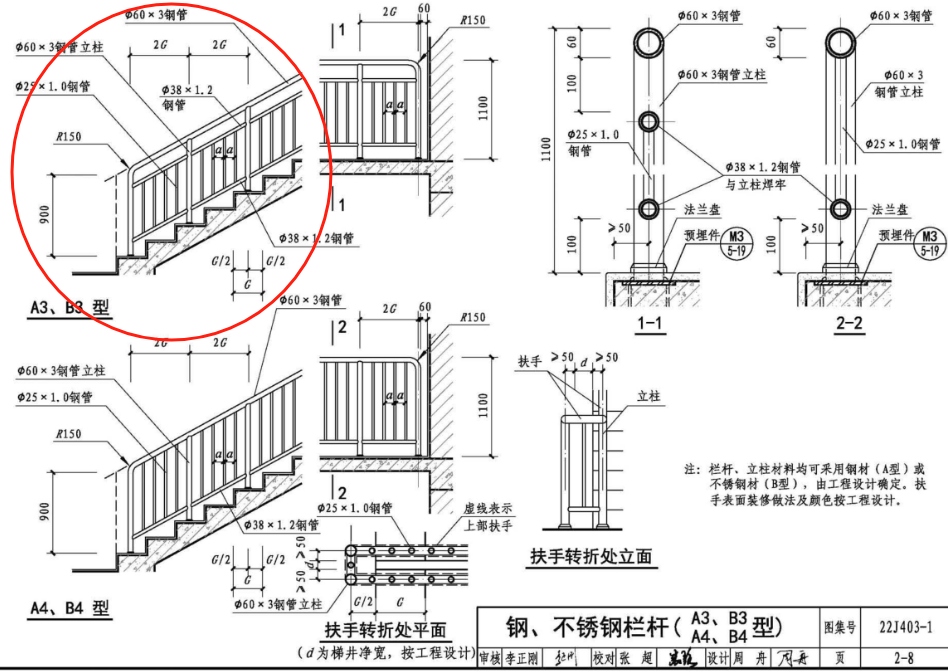 ϕ60×3钢管
ϕ60×3钢管立柱
2G
2G
ϕ25×1.0钢管
ϕ38×1.2
钢管
R150
a
a
900
ϕ38×1.2钢管
G/2
G/2
G
A3、B3 型
1
2G
60
R150
a
a
1100
1
ϕ60×3钢管
2G
2G
ϕ60×3钢管立柱
ϕ25×1.0钢管
R150
a
a
900
ϕ38×1.2钢管
G/2
G/2
G
A4、B4 型
2
2G
60
R150
a
a
1100
2
ϕ25×1.0钢管
虚线表示
上部扶手
≥50
d
≥50
ϕ60×3钢管立柱
G/2
G
扶手转折处平面
(d为梯井净宽，按工程设计)
ϕ60×3钢管
60
ϕ60×3钢管立柱
100
1100
ϕ25×1.0
钢管
ϕ38×1.2钢管
与立柱焊牢
≥50
法兰盘
100
预埋件
M3
5-19
1-1
ϕ60×3钢管
60
ϕ60×3
钢管立柱
ϕ25×1.0钢管
≥50
法兰盘
100
预埋件
M3
5-19
2-2
扶手
≥50
d
≥50
立柱
扶手转折处立面
注：栏杆、立柱材料均可采用钢材（A型）或
不锈钢材（B型），由工程设计确定。扶
手表面装修做法及颜色按工程设计。
钢、不锈钢栏杆(A3、B3
A4、B4型)
图集号
22J403-1
审核
李正刚
校对
张 超
设计
周 丹
页
2-8